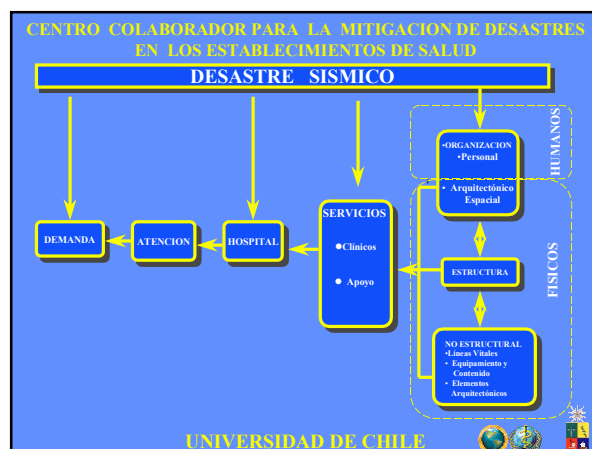 CENTRO COLABORADOR PARA LA MITIGACION DE DESASTRES
EN LOS ESTABLECIMIENTOS DE SALUD
DESASTRE SISMICO
HUMANOS
•ORGANIZACION
•Personal
• Arquitectónico
Espacial
SERVICIOS
•Clínicos
• Apoyo
DEMANDA
ATENCION
HOSPITAL
ESTRUCTURA
FISICOS
NO ESTRUCTURAL
•Líneas Vitales
• Equipamiento y
Contenido
• Elementos
Arquitectónicos
UNIVERSIDAD DE CHILE